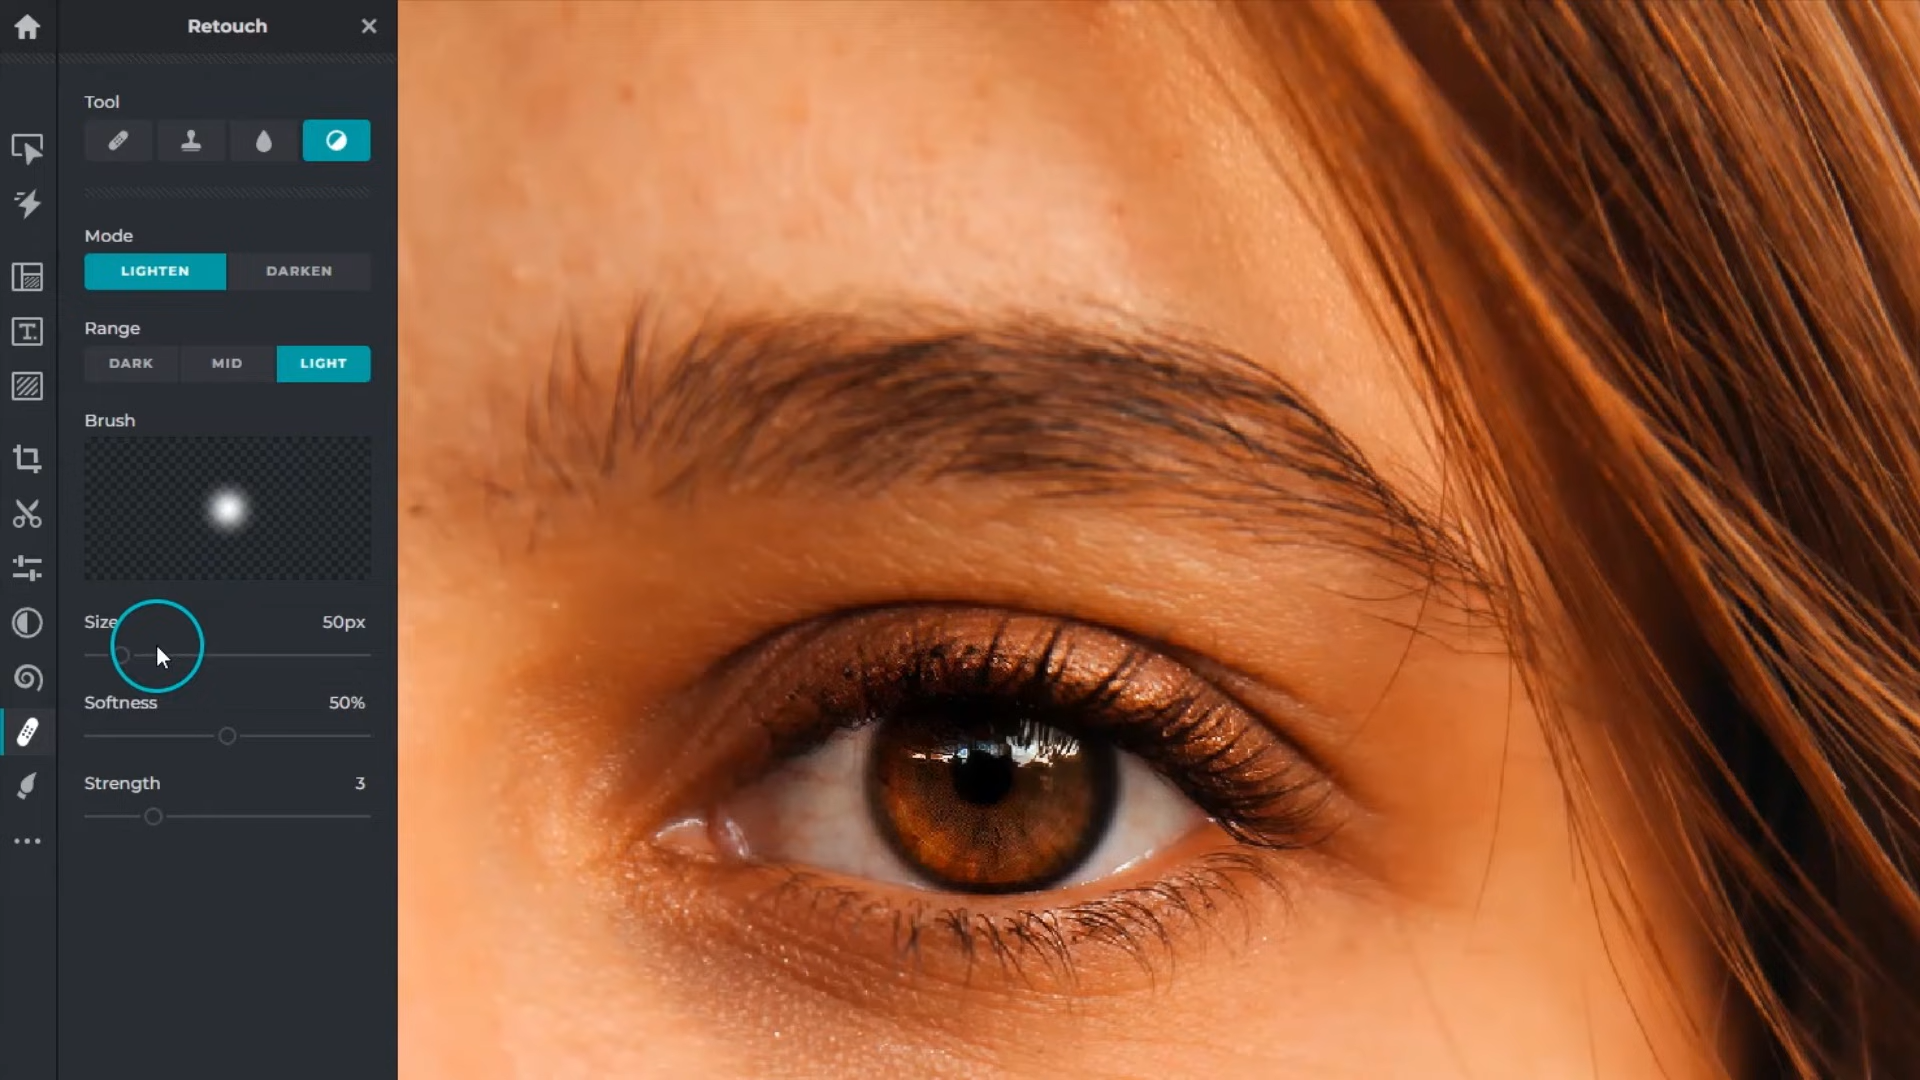 Retouch
Tool
Mode
LIGHTEN DARKEN
Range
DARK MID LIGHT
Brush
Size 50px
Softness 50%
Strength 3